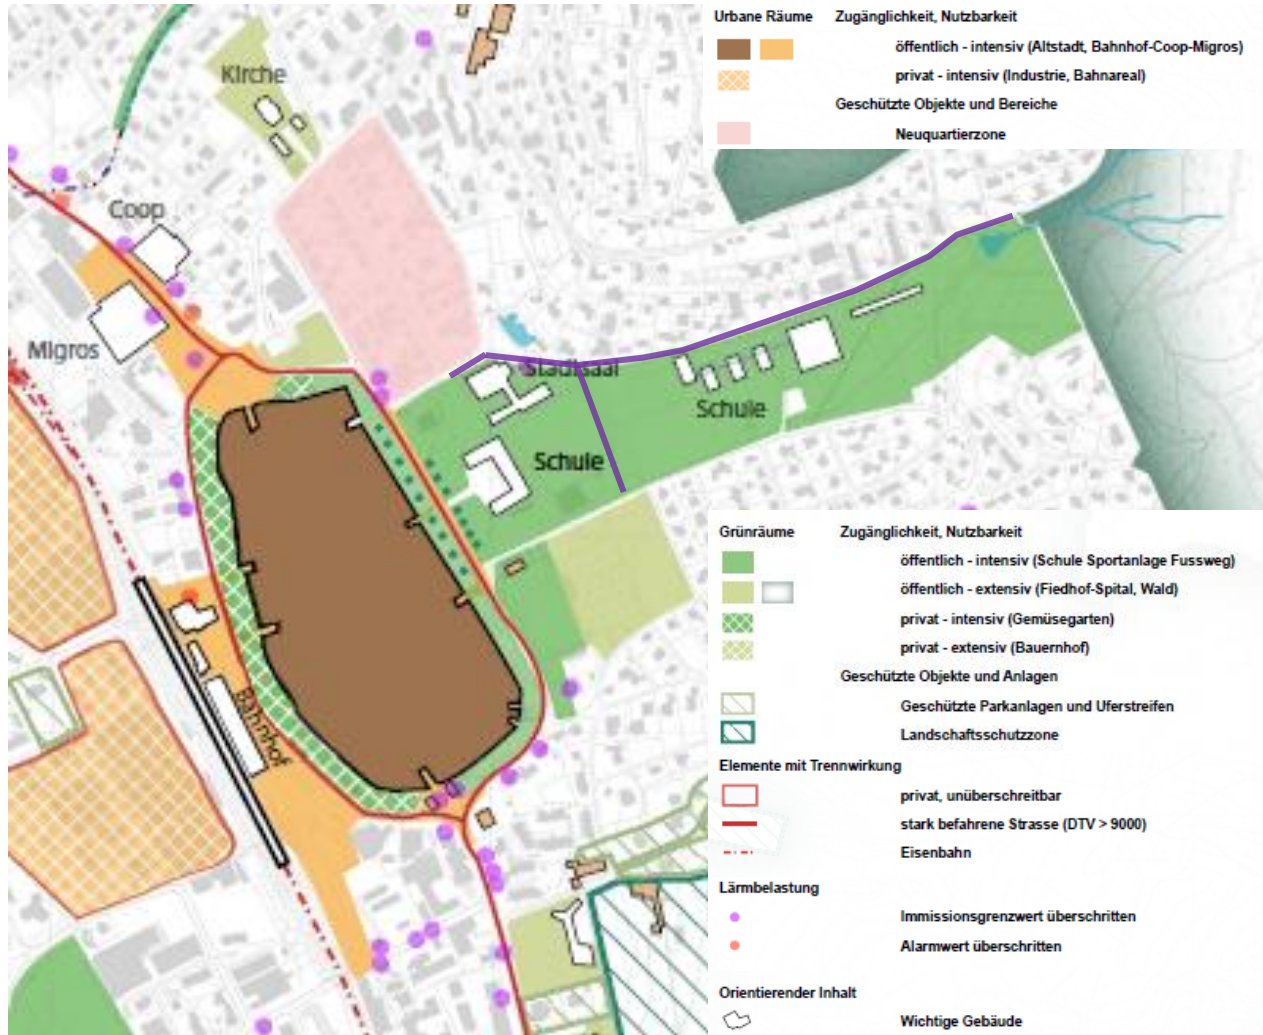 Urbane Räume Zugänglichkeit, Nutzbarkeit
öffentlich - intensiv (Altstadt, Bahnhof-Coop-Migros)
privat - intensiv (Industrie, Bahnareal)
Geschützte Objekte und Bereiche
Neuquartierzone
Kirche
Coop
Migros
Stadtsaal
Schule
Schule
Bahnhof
Grünräume Zugänglichkeit, Nutzbarkeit
öffentlich - intensiv (Schule Sportanlage Fussweg)
öffentlich - extensiv (Fiedhof-Spital, Wald)
privat - intensiv (Gemüsegarten)
privat - extensiv (Bauernhof)
Geschützte Objekte und Anlagen
Geschützte Parkanlagen und Uferstreifen
Landschaftsschutzzone
Elemente mit Trennwirkung
privat, unüberschreitbar
stark befahrene Strasse (DTV > 9000)
Eisenbahn
Lärmbelastung
Immissionsgrenzwert überschritten
Alarmwert überschritten
Orientierender Inhalt
Wichtige Gebäude